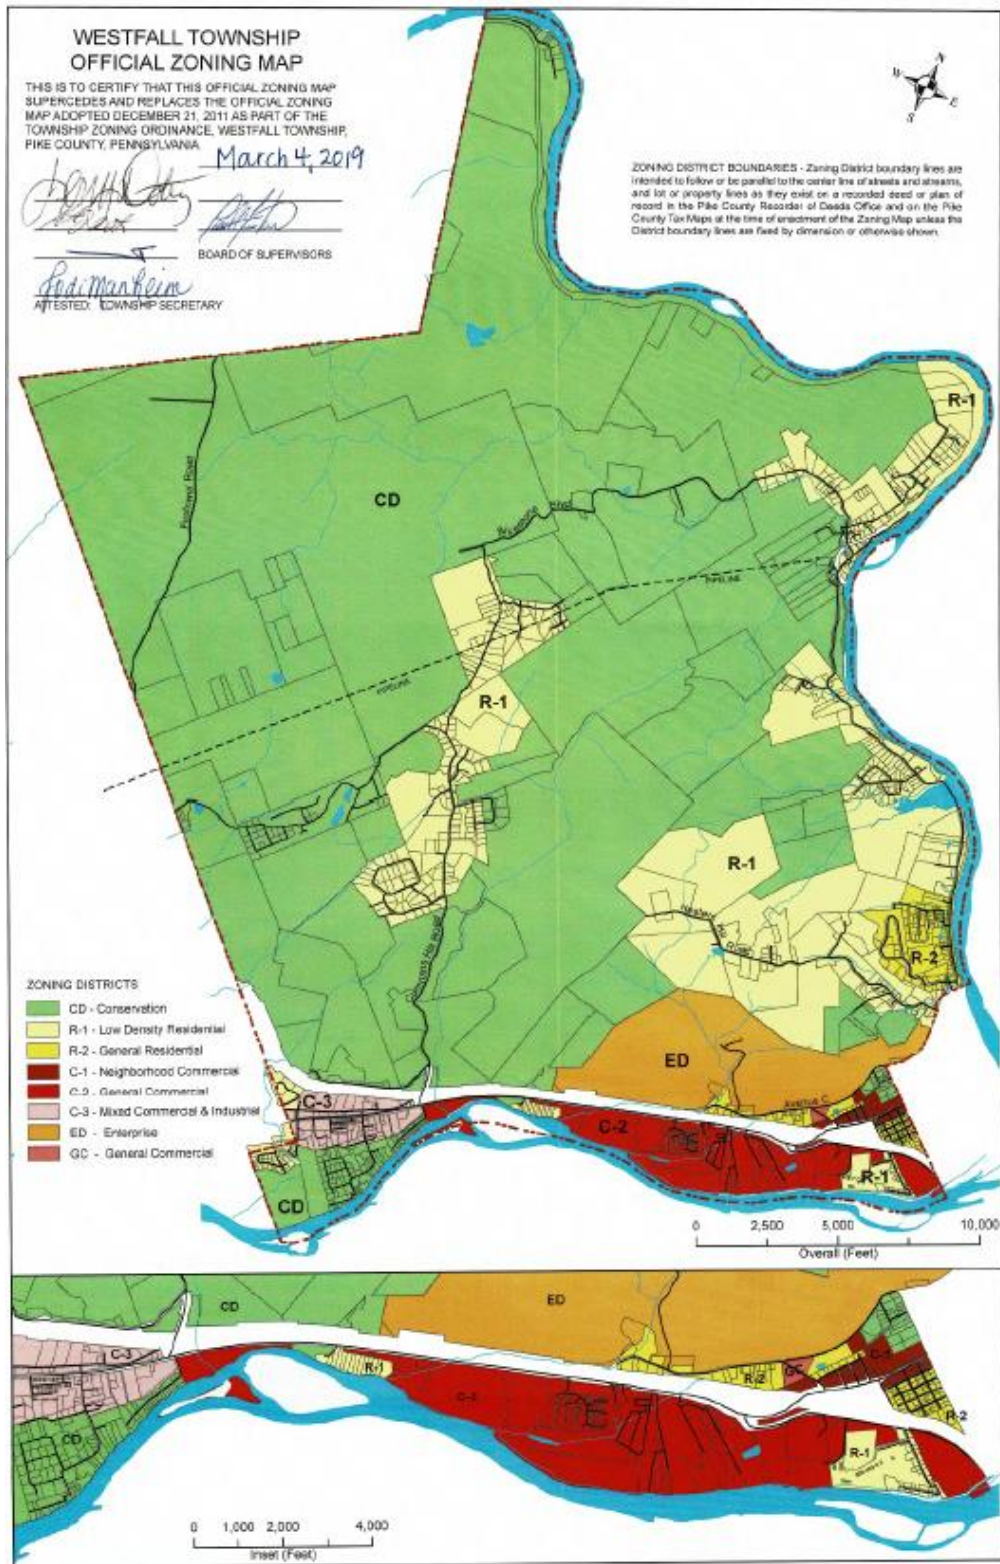 WESTFALL TOWNSHIP
OFFICIAL ZONING MAP
THIS IS TO CERTIFY THAT THIS OFFICIAL ZONING MAP
SUPERCEDES AND REPLACES THE OFFICIAL ZONING
MAP ADOPTED DECEMBER 21, 2011 AS PART OF THE
TOWNSHIP ZONING ORDINANCE, WESTFALL TOWNSHIP,
PIKE COUNTY, PENNSYLVANIA
March 4, 2019
BOARD OF SUPERVISORS
Jodi Manheim
ATTESTED: TOWNSHIP SECRETARY
N
W
E
S
ZONING DISTRICT BOUNDARIES - Zoning District boundary lines are
intended to follow or be parallel to the center line of streets and streams,
and lot or property lines as they exist on a recorded deed or plan of
record in the Pike County Recorder of Deeds Office and on the Pike
County Tax Maps at the time of enactment of the Zoning Map unless the
District boundary lines are fixed by dimension or otherwise shown.
R-1
CD
Road
PIPELINE
PIPELINE
R-1
R-1
Road
R-2
ZONING DISTRICTS
CD - Conservation
R-1 - Low Density Residential
R-2 - General Residential
C-1 - Neighborhood Commercial
C-2 - General Commercial
C-3 - Mixed Commercial & Industrial
ED - Enterprise
GC - General Commercial
ED
C-3
Avenue C
C-2
R-1
CD
0 2,500 5,000 10,000
Overall (Feet)
CD
ED
C-3
R-1
R-2
GC
C-1
C-2
R-2
CD
R-1
0 1,000 2,000 4,000
Inset (Feet)